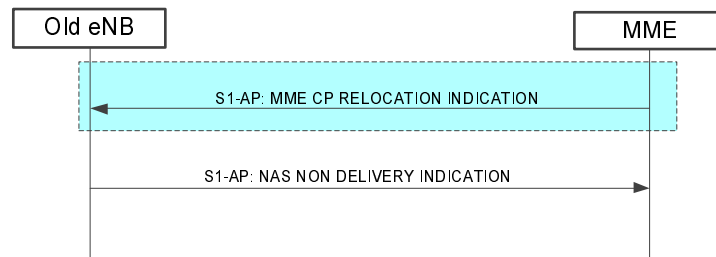 Old eNB
MME
S1-AP: MME CP RELOCATION INDICATION
S1-AP: NAS NON DELIVERY INDICATION